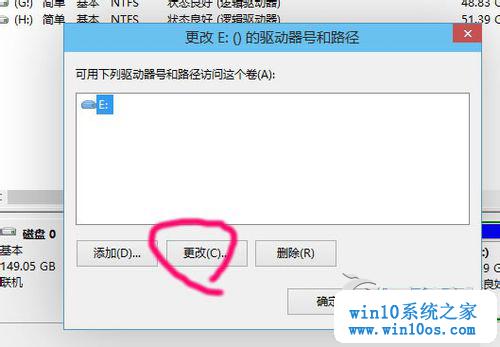 (G:) 简单 基本 NTFS 状态良好 (逻辑驱动器) 48.83 G
(H:) 简单 基本 NTFS 状态良好 (逻辑驱动器) 51.39 G
更改 E: () 的驱动器号和路径
可用下列驱动器号和路径访问这个卷(A):
E:
磁盘 0
基本
149.05 GB
联机
添加(D)...
更改(C)...
删除(R)
确定
win10系统之家
www.win10os.com